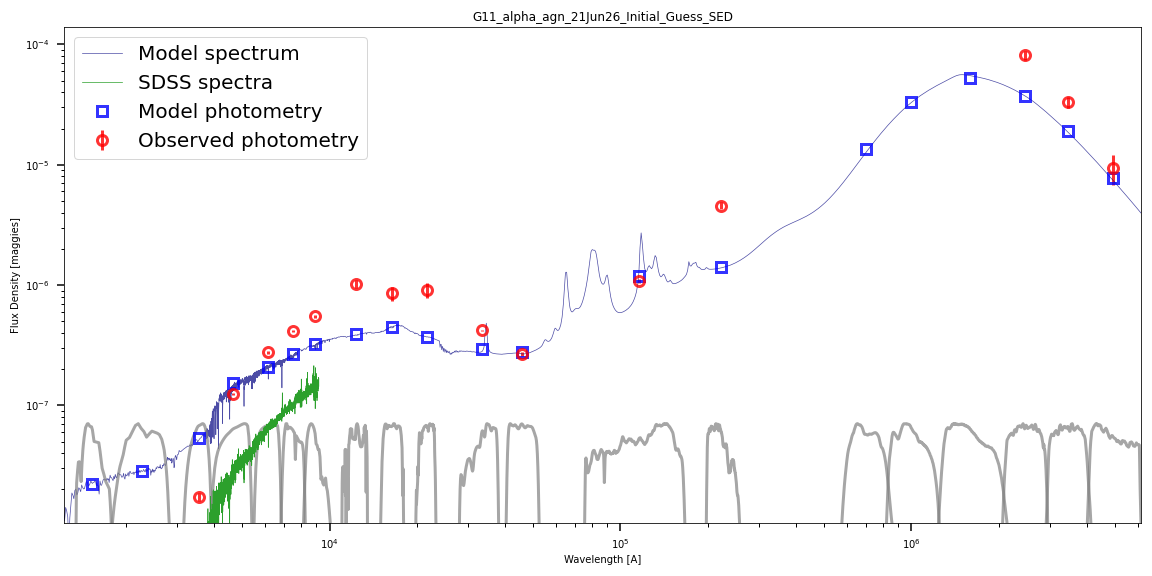 G11_alpha_agn_21Jun26_Initial_Guess_SED
Model spectrum
SDSS spectra
Model photometry
Observed photometry
Flux Density [maggies]
10⁻⁴
10⁻⁵
10⁻⁶
10⁻⁷
10⁴
10⁵
10⁶
Wavelength [A]